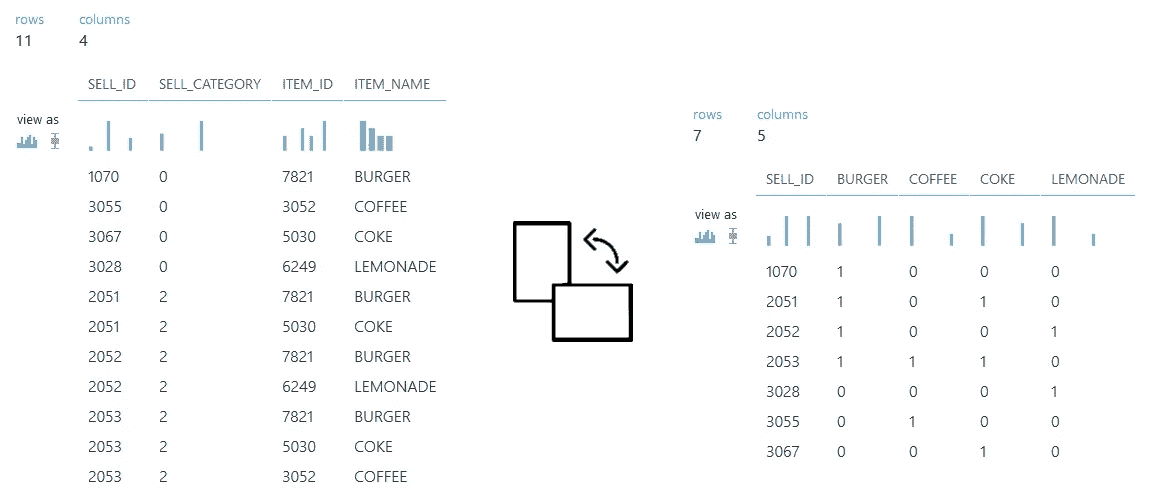 rows columns
11 4
SELL_ID SELL_CATEGORY ITEM_ID ITEM_NAME
view as
1070 0 7821 BURGER
3055 0 3052 COFFEE
3067 0 5030 COKE
3028 0 6249 LEMONADE
2051 2 7821 BURGER
2051 2 5030 COKE
2052 2 7821 BURGER
2052 2 6249 LEMONADE
2053 2 7821 BURGER
2053 2 5030 COKE
2053 2 3052 COFFEE
rows columns
7 5
SELL_ID BURGER COFFEE COKE LEMONADE
view as
1070 1 0 0 0
2051 1 0 1 0
2052 1 0 0 1
2053 1 1 1 0
3028 0 0 0 1
3055 0 1 0 0
3067 0 0 1 0